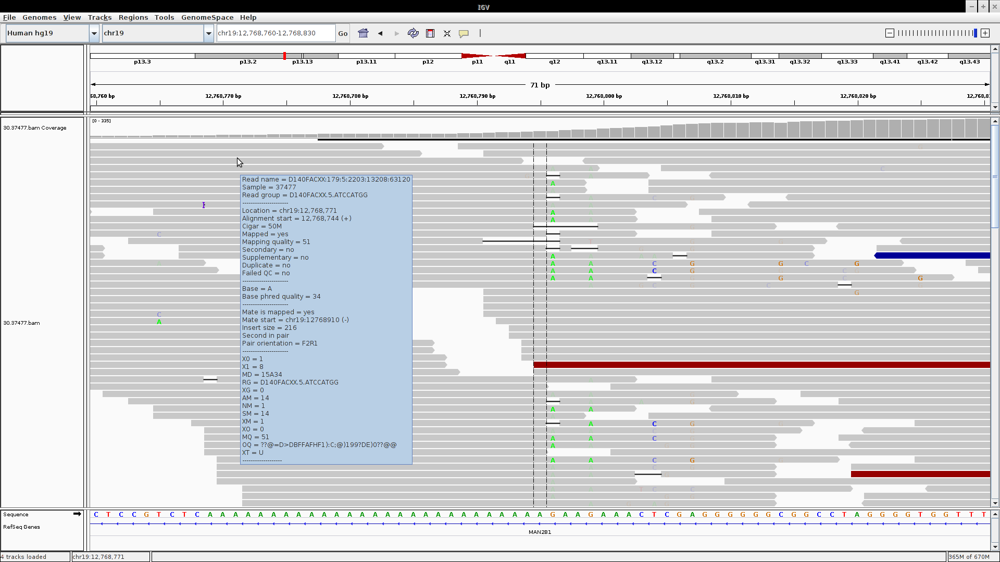 IGV
File Genomes View Tracks Regions Tools GenomeSpace Help
Human hg19 chr19 chr19:12,768,760-12,768,830 Go
p13.3 p13.2 p13.13 p13.11 p12 p11 q11 q12 q13.11 q13.12 q13.2 q13.31 q13.32 q13.33 q13.41 q13.42 q13.43
71 bp
68,760 bp 12,768,770 bp 12,768,780 bp 12,768,790 bp 12,768,800 bp 12,768,810 bp 12,768,820 bp 12,768,8
[0 - 335]
30.37477.bam Coverage
30.37477.bam
Read name = D140FACXX:179:5:2203:13208:63120
Sample = 37477
Read group = D140FACXX.5.ATCCATGG
----------------------
Location = chr19:12,768,771
Alignment start = 12,768,744 (+)
Cigar = 50M
Mapped = yes
Mapping quality = 51
Secondary = no
Supplementary = no
Duplicate = no
Failed QC = no
----------------------
Base = A
Base phred quality = 34
----------------------
Mate is mapped = yes
Mate start = chr19:12768910 (-)
Insert size = 216
Second in pair
Pair orientation = F2R1
----------------------
X0 = 1
X1 = 8
MD = 15A34
RG = D140FACXX.5.ATCCATGG
XG = 0
AM = 14
NM = 1
SM = 14
XM = 1
XO = 0
MQ = 51
OQ = ??@=D>DBFFAFHF1):C;@)199?DE)0??@@
XT = U
-------------------
Sequence C T C C G T C T C A A A A A A A A A A A A A A A A A A A A A A A A A A A G A A G A A A C T C G A G G G G G G C G G C C T A G G G G T G G T T T
RefSeq Genes
MAN2B1
4 tracks loaded chr19:12,768,771 365M of 670M